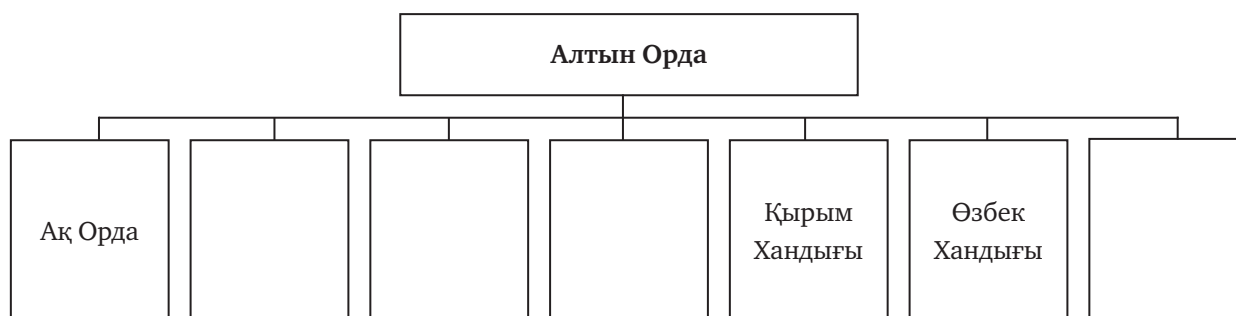 Алтын Орда
Ақ Орда
Қырым
Хандығы
Өзбек
Хандығы